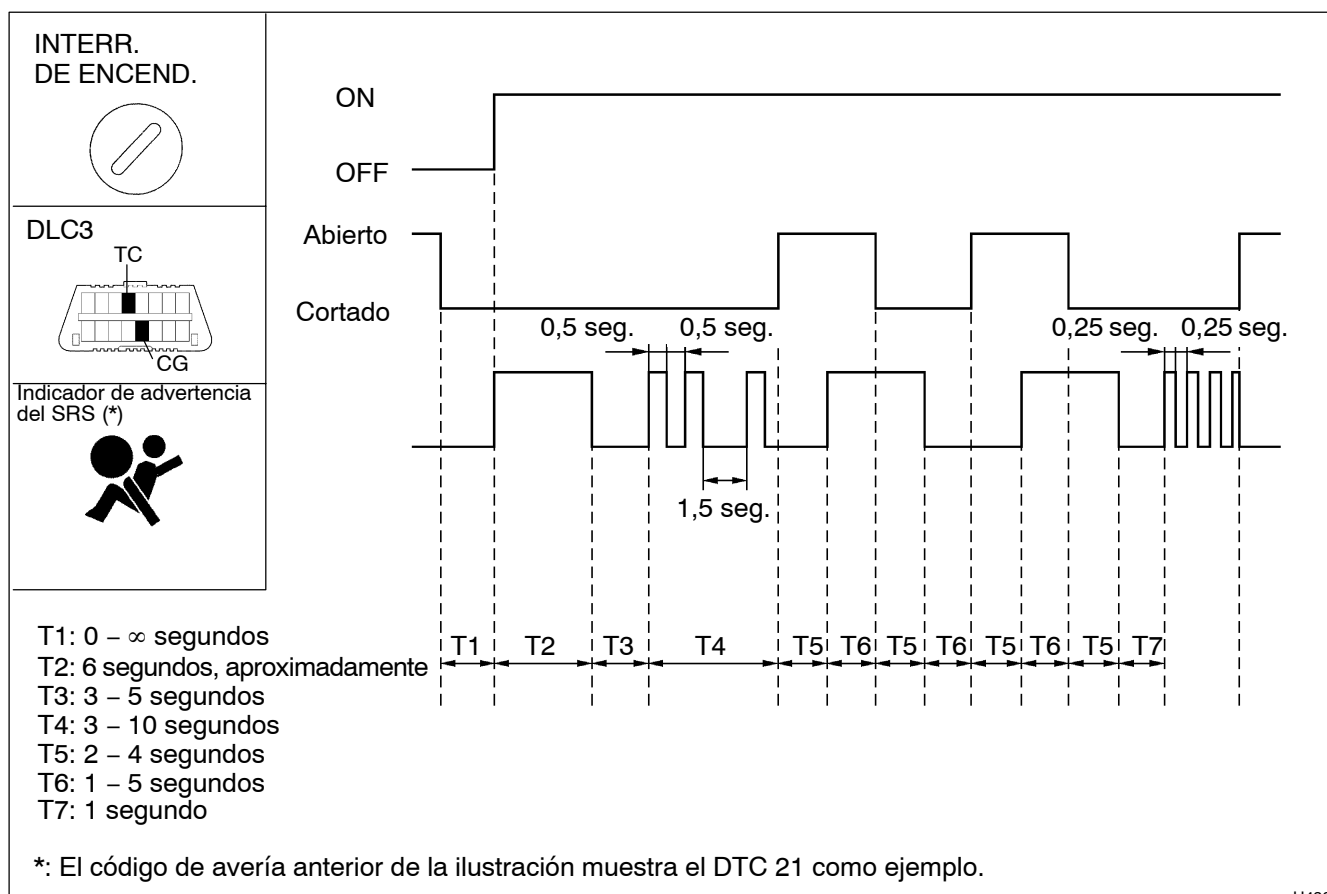 INTERR.
DE ENCEND.
ON
OFF
DLC3
TC
CG
Abierto
Cortado
0,5 seg. 0,5 seg. 0,25 seg. 0,25 seg.
Indicador de advertencia
del SRS (*)
1,5 seg.
T1 T2 T3 T4 T5 T6 T5 T6 T5 T6 T5 T7
T1: 0 – ∞ segundos
T2: 6 segundos, aproximadamente
T3: 3 – 5 segundos
T4: 3 – 10 segundos
T5: 2 – 4 segundos
T6: 1 – 5 segundos
T7: 1 segundo
*: El código de avería anterior de la ilustración muestra el DTC 21 como ejemplo.